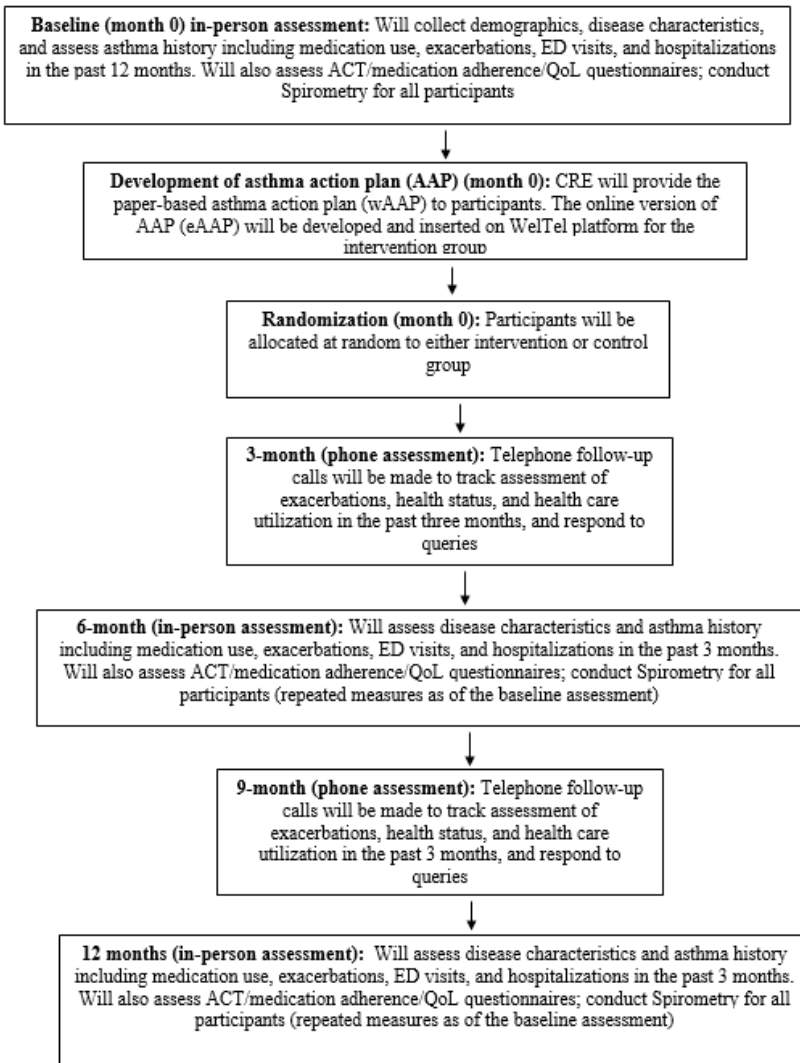 Baseline (month 0) in-person assessment: Will collect demographics, disease characteristics,
and assess asthma history including medication use, exacerbations, ED visits, and hospitalizations
in the past 12 months. Will also assess ACT/medication adherence/QoL questionnaires; conduct
Spirometry for all participants
Development of asthma action plan (AAP) (month 0): CRE will provide the
paper-based asthma action plan (wAAP) to participants. The online version of
AAP (eAAP) will be developed and inserted on WelTel platform for the
intervention group
Randomization (month 0): Participants will be
allocated at random to either intervention or control
group
3-month (phone assessment): Telephone follow-up
calls will be made to track assessment of
exacerbations, health status, and health care
utilization in the past three months, and respond to
queries
6-month (in-person assessment): Will assess disease characteristics and asthma history
including medication use, exacerbations, ED visits, and hospitalizations in the past 3 months.
Will also assess ACT/medication adherence/QoL questionnaires; conduct Spirometry for all
participants (repeated measures as of the baseline assessment)
9-month (phone assessment): Telephone follow-up
calls will be made to track assessment of
exacerbations, health status, and health care
utilization in the past 3 months, and respond to
queries
12 months (in-person assessment): Will assess disease characteristics and asthma history
including medication use, exacerbations, ED visits, and hospitalizations in the past 3 months.
Will also assess ACT/medication adherence/QoL questionnaires; conduct Spirometry for all
participants (repeated measures as of the baseline assessment)